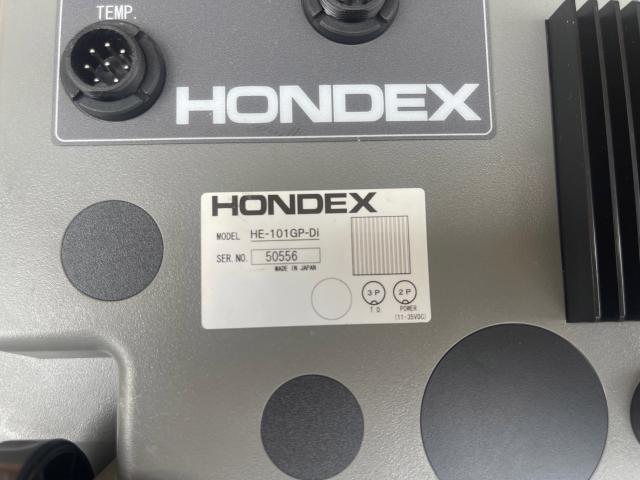 TEMP.
HONDEX
HONDEX
MODEL HE-101GP-Di
SER. NO. 50556
MADE IN JAPAN
3P 2P
T.D. POWER
(11-35VDC)